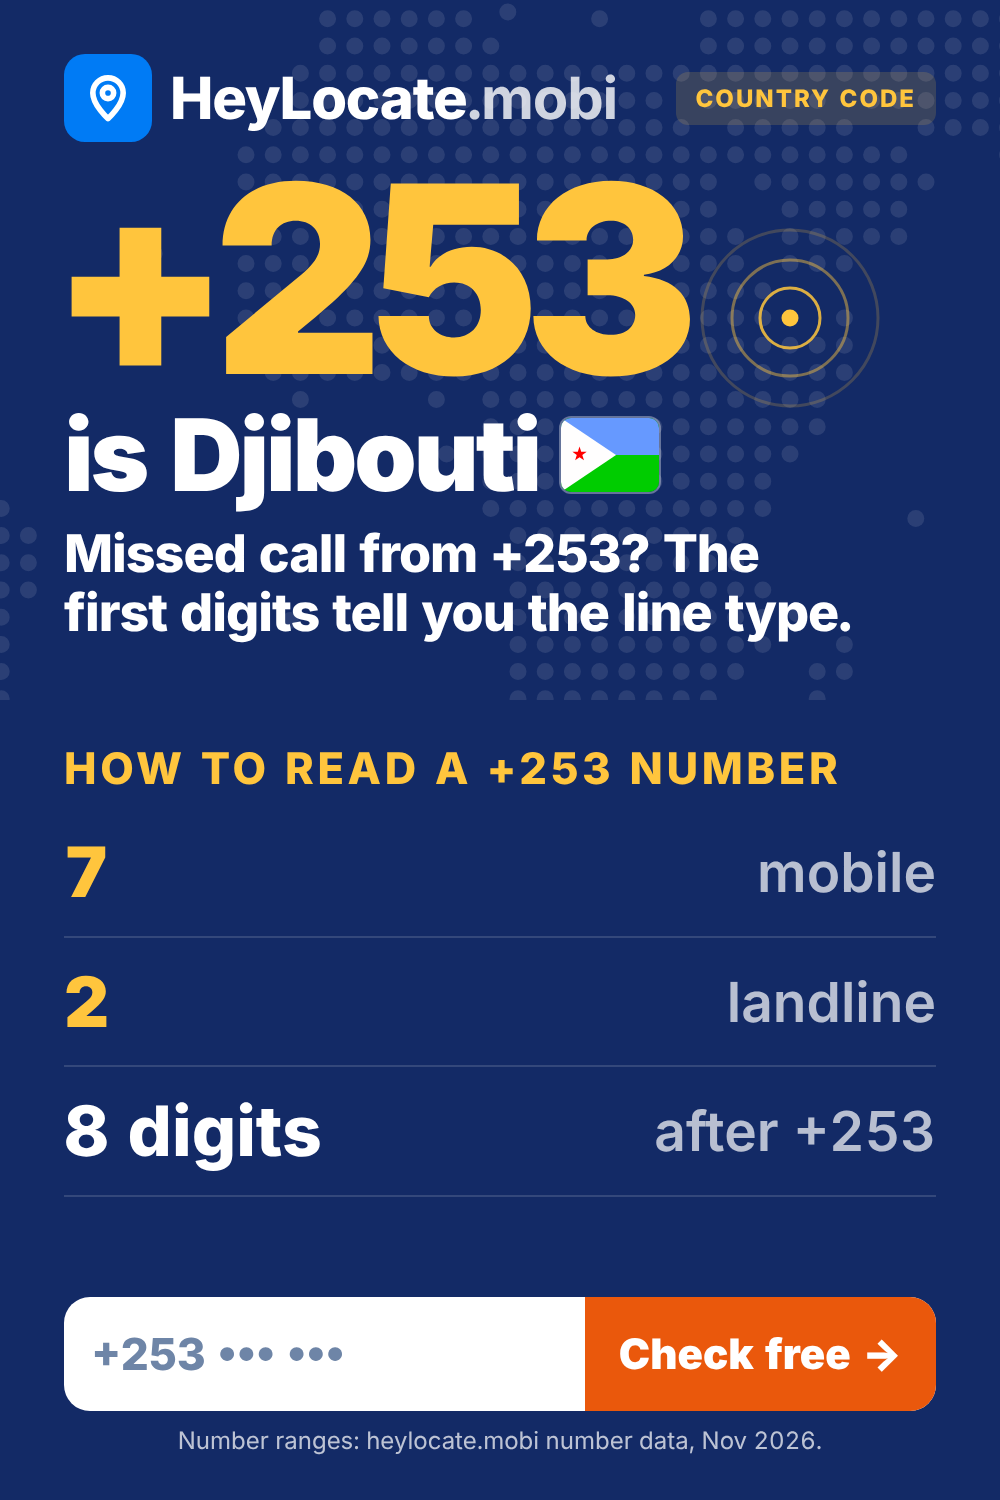 HeyLocate.mobi
COUNTRY CODE
+253
is Djibouti
Missed call from +253? The
first digits tell you the line type.
HOW TO READ A +253 NUMBER
7 mobile
2 landline
8 digits after +253
+253 ••• •••
Check free →
Number ranges: heylocate.mobi number data, Nov 2026.